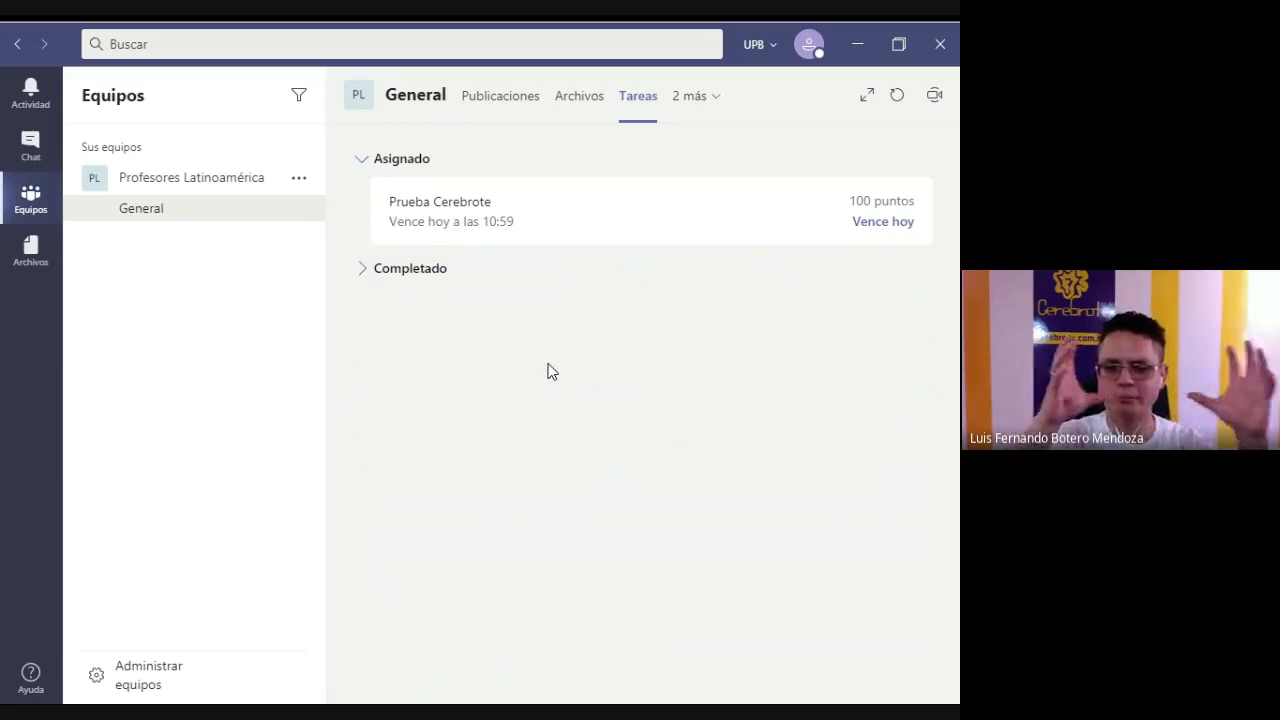 Buscar
UPB
Actividad
Chat
Equipos
Archivos
Ayuda
Equipos
Sus equipos
PL Profesores Latinoamérica
General
Administrar
equipos
PL General Publicaciones Archivos Tareas 2 más
Asignado
Prueba Cerebrote 100 puntos
Vence hoy a las 10:59 Vence hoy
Completado
Cerebrote
Luis Fernando Botero Mendoza